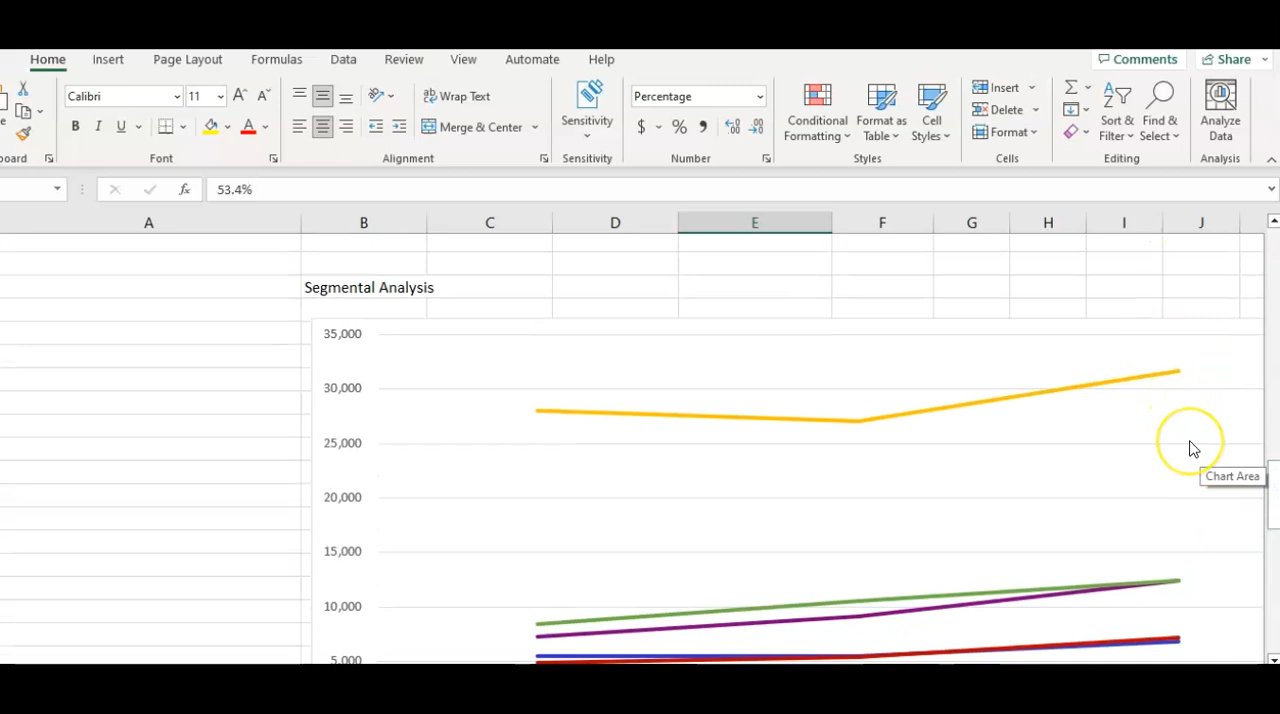 Home Insert Page Layout Formulas Data Review View Automate Help Comments Share
Calibri 11 A A Wrap Text Percentage Insert
B I U A Merge & Center $ % Delete
Sensitivity Conditional Formatting Format as Table Cell Styles Format Sort & Filter Find & Select Analyze Data
board Font Alignment Sensitivity Number Styles Cells Editing Analysis
fx 53.4%
A B C D E F G H I J
Segmental Analysis
35,000
30,000
25,000
Chart Area
20,000
15,000
10,000
5,000